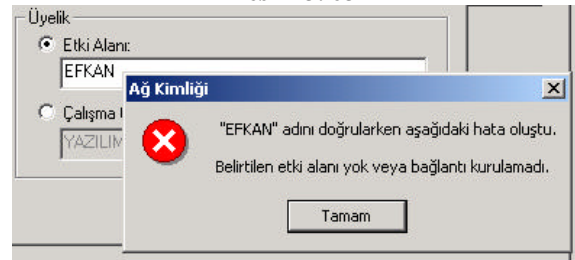 Üyelik
Etki Alanı:
EFKAN
Ağ Kimliği
Çalışma
"EFKAN" adını doğrularken aşağıdaki hata oluştu.
YAZILIM
Belirtilen etki alanı yok veya bağlantı kurulamadı.
Tamam